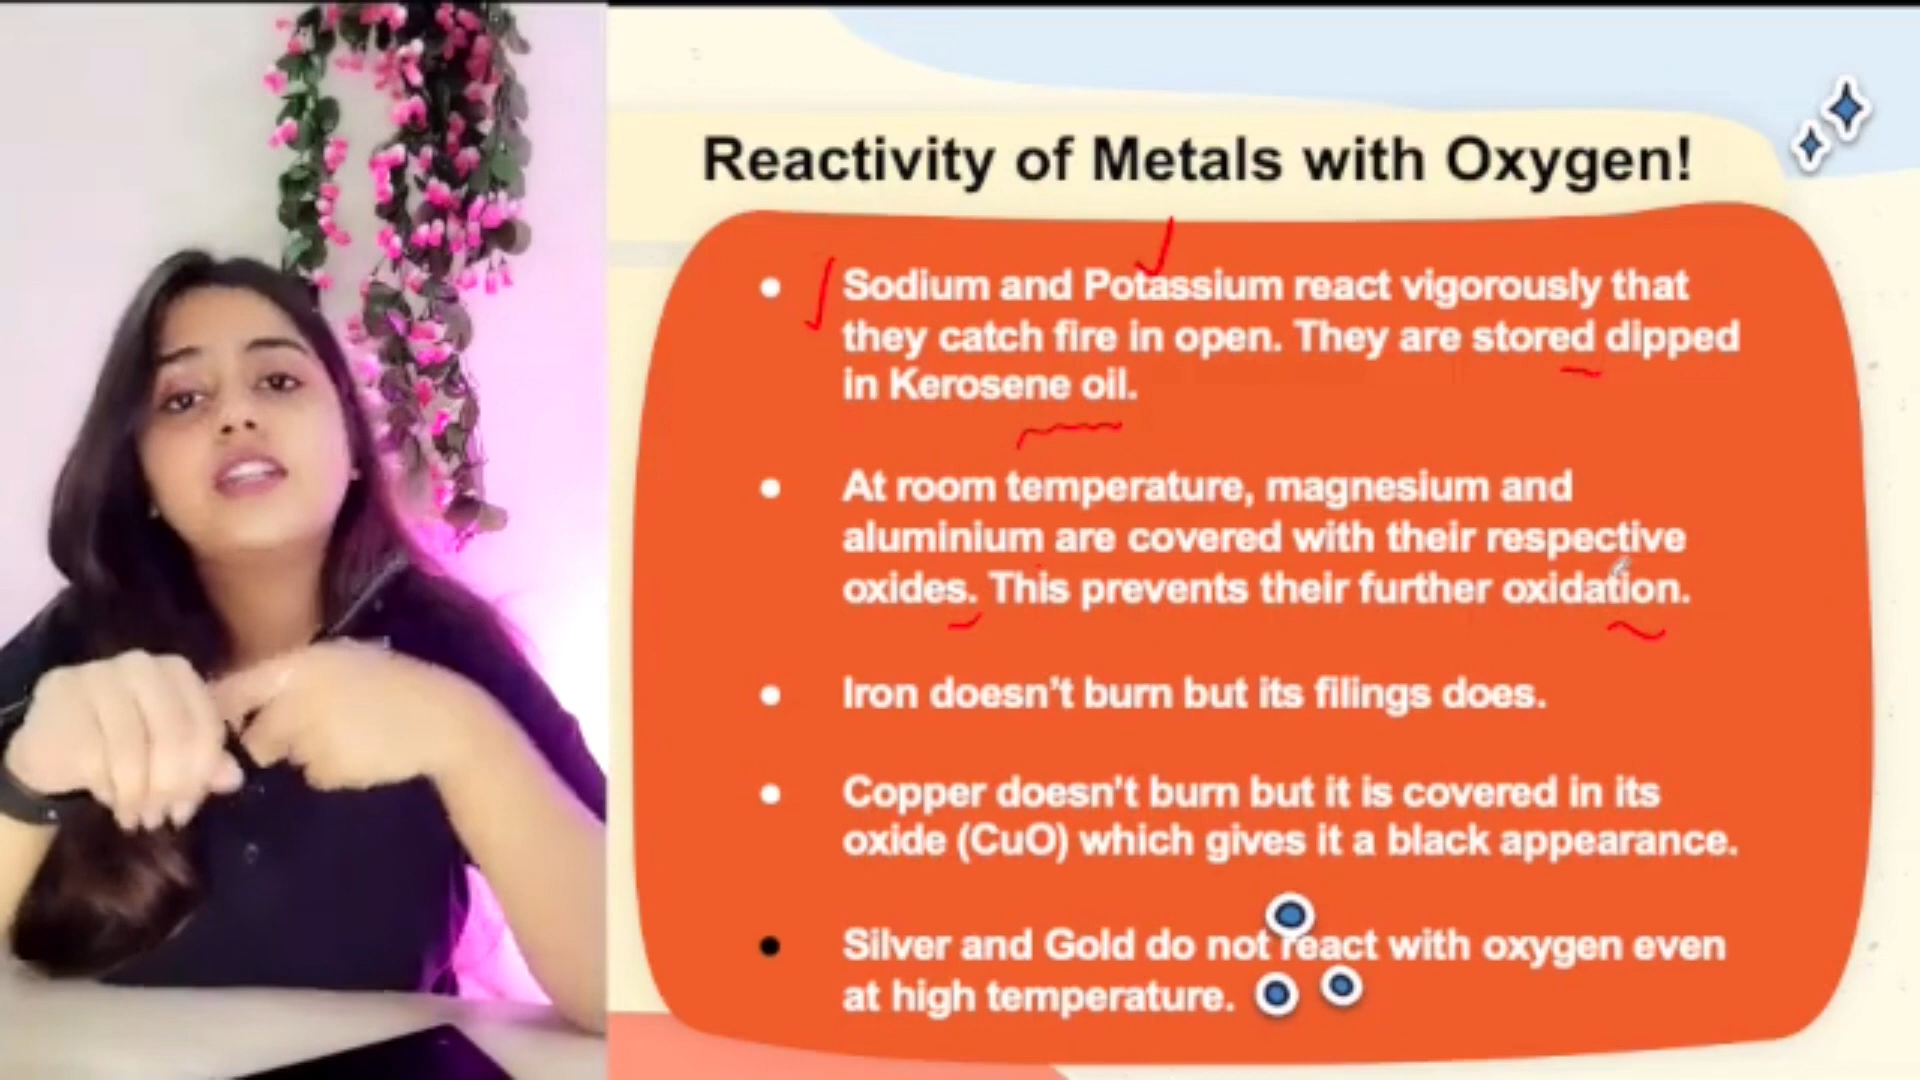 Reactivity of Metals with Oxygen!
• Sodium and Potassium react vigorously that
they catch fire in open. They are stored dipped
in Kerosene oil.
• At room temperature, magnesium and
aluminium are covered with their respective
oxides. This prevents their further oxidation.
• Iron doesn't burn but its filings does.
• Copper doesn't burn but it is covered in its
oxide (CuO) which gives it a black appearance.
• Silver and Gold do not react with oxygen even
at high temperature.